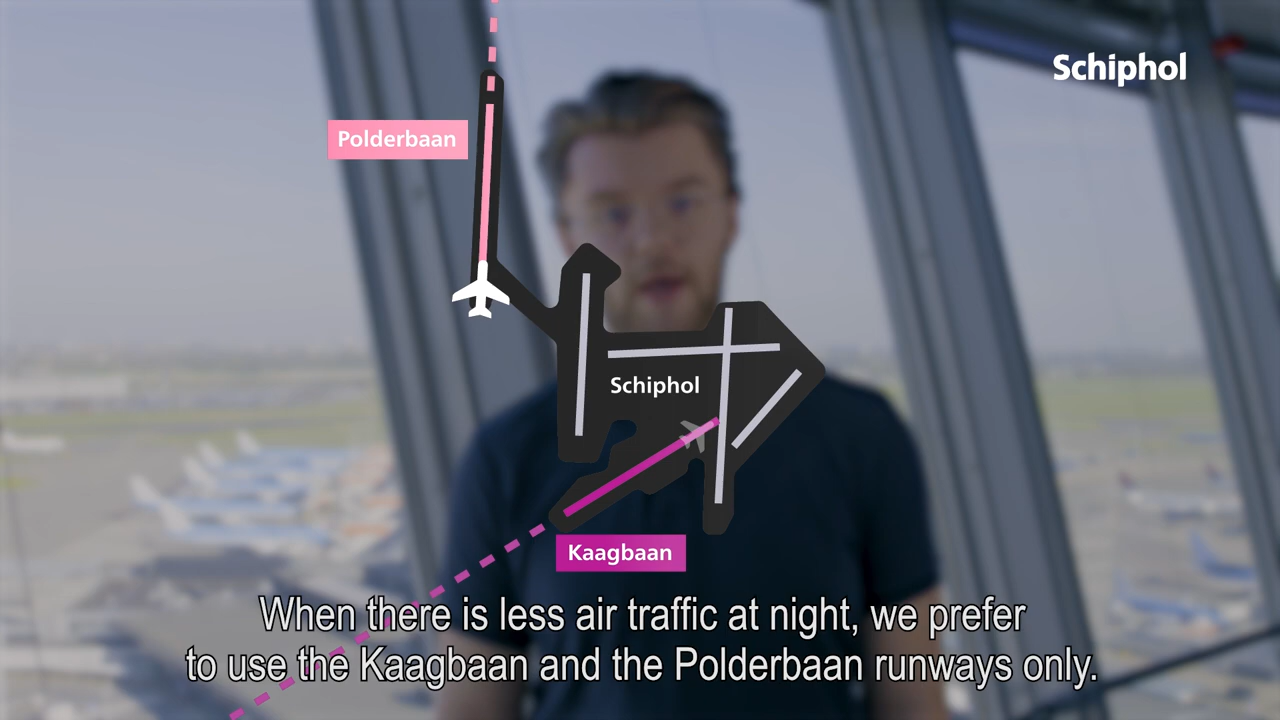 Schiphol
Polderbaan
Schiphol
Kaagbaan
When there is less air traffic at night, we prefer
to use the Kaagbaan and the Polderbaan runways only.